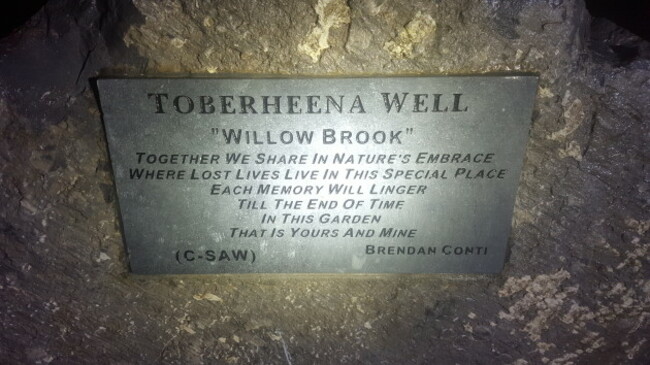 TOBERHEENA WELL
"WILLOW BROOK"
TOGETHER WE SHARE IN NATURE'S EMBRACE
WHERE LOST LIVES LIVE IN THIS SPECIAL PLACE
EACH MEMORY WILL LINGER
TILL THE END OF TIME
IN THIS GARDEN
THAT IS YOURS AND MINE
(C-SAW) BRENDAN CONTI